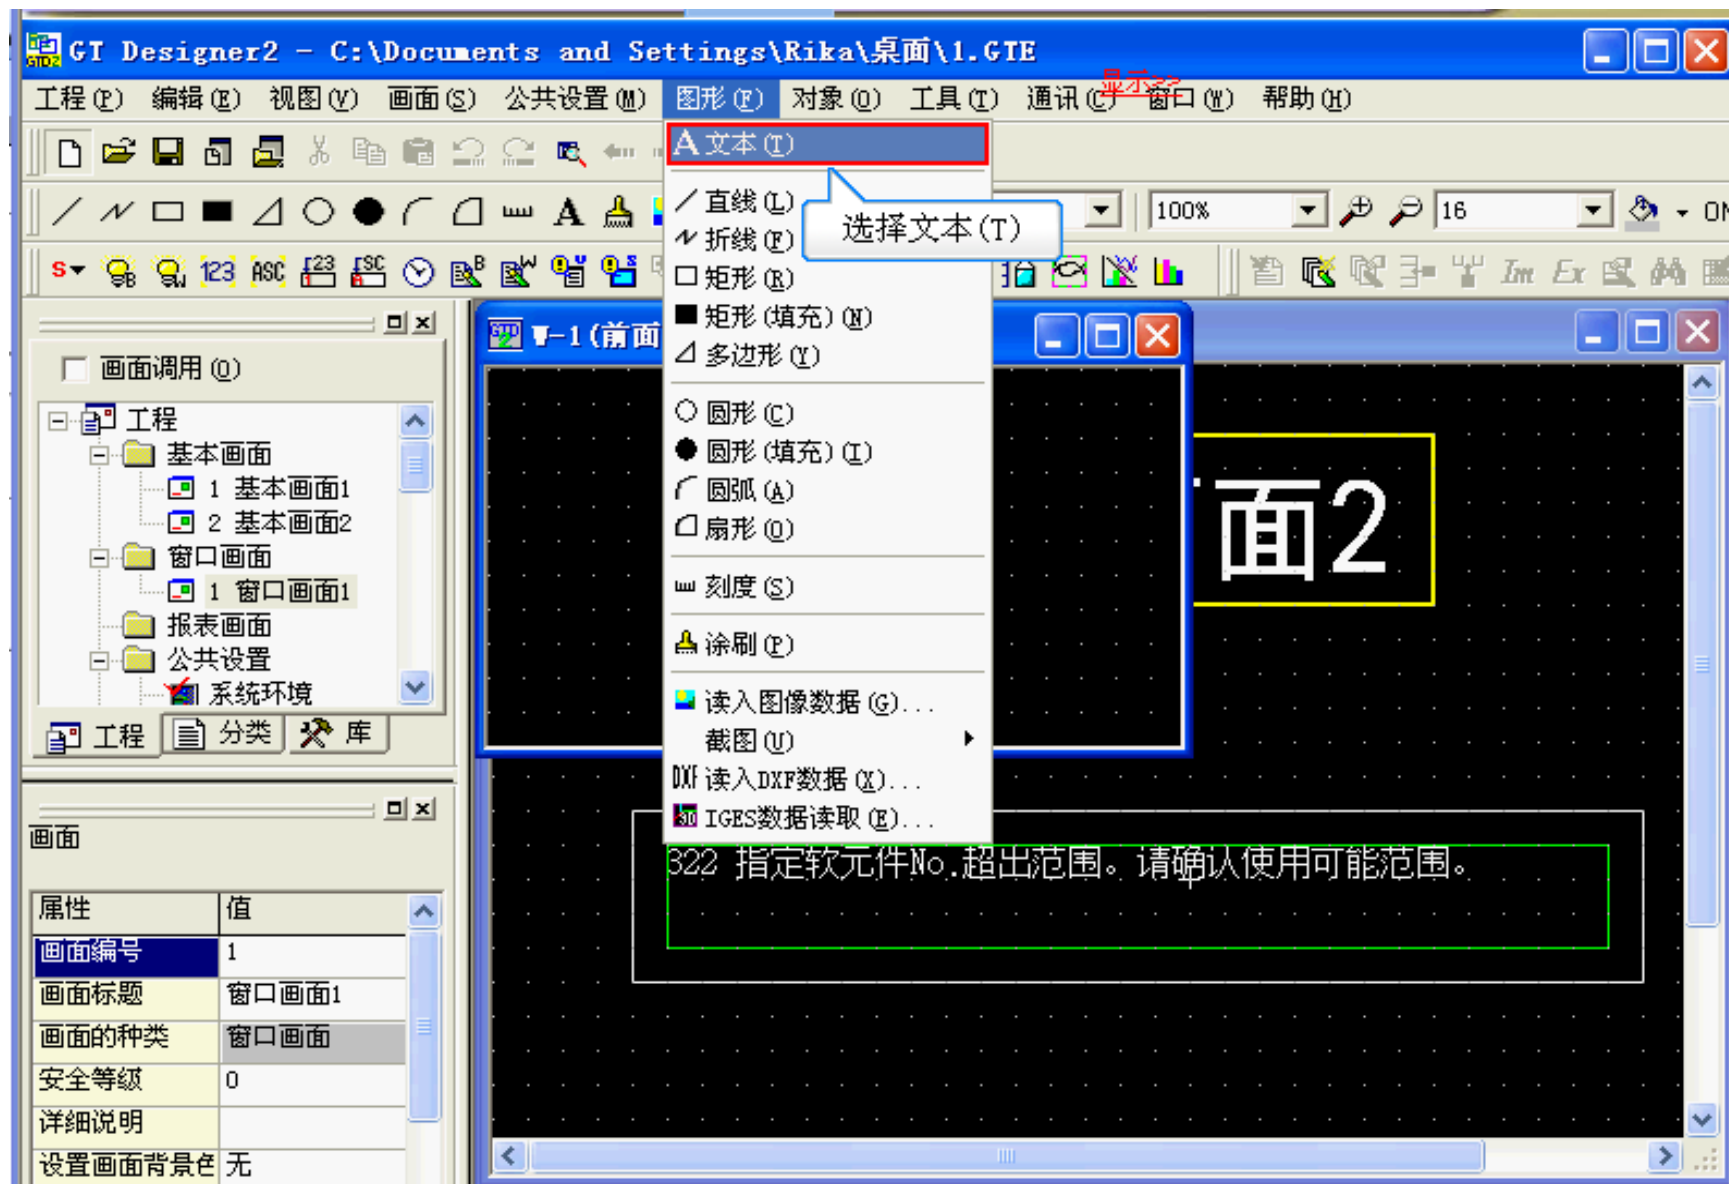 GT Designer2 - C:\Documents and Settings\Rika\桌面\1.GTE
显示>>
工程(P) 编辑(E) 视图(V) 画面(S) 公共设置(M) 图形(F) 对象(O) 工具(T) 通讯(C) 窗口(W) 帮助(H)
A 文本(T)
直线(L)
选择文本(T)
折线(F)
矩形(R)
矩形(填充)(N)
多边形(Y)
圆形(C)
圆形(填充)(I)
圆弧(A)
扇形(O)
刻度(S)
涂刷(P)
读入图像数据(G)...
截图(U)
DXF 读入DXF数据(X)...
IGES数据读取(E)...
100%
16
ON
S 123 ASC 123 ASC
Im Ex
画面调用(O)
工程
基本画面
1 基本画面1
2 基本画面2
窗口画面
1 窗口画面1
报表画面
公共设置
系统环境
工程 分类 库
W-1(前面
面2
322 指定软元件No.超出范围。请确认使用可能范围。
画面
属性 值
画面编号 1
画面标题 窗口画面1
画面的种类 窗口画面
安全等级 0
详细说明
设置画面背景色 无